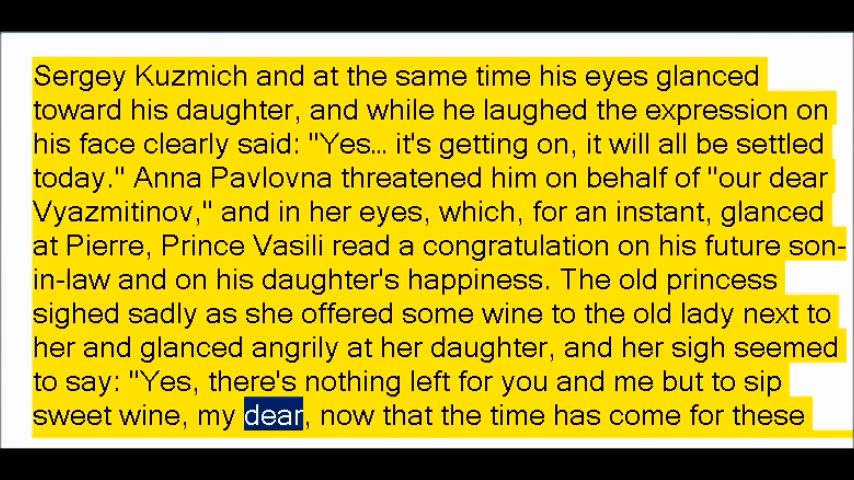 Sergey Kuzmich and at the same time his eyes glanced
toward his daughter, and while he laughed the expression on
his face clearly said: "Yes... it's getting on, it will all be settled
today." Anna Pavlovna threatened him on behalf of "our dear
Vyazmitinov," and in her eyes, which, for an instant, glanced
at Pierre, Prince Vasili read a congratulation on his future son-
in-law and on his daughter's happiness. The old princess
sighed sadly as she offered some wine to the old lady next to
her and glanced angrily at her daughter, and her sigh seemed
to say: "Yes, there's nothing left for you and me but to sip
sweet wine, my dear, now that the time has come for these